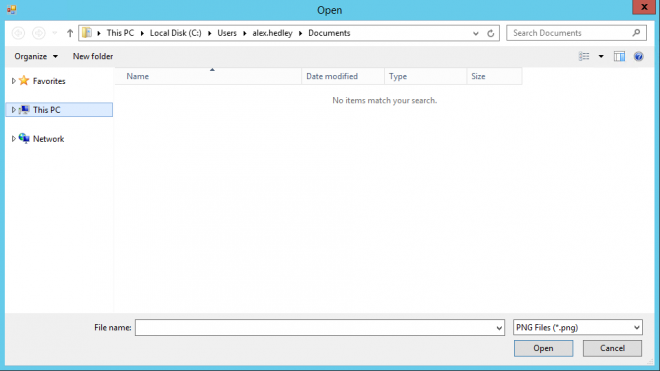 Open
x
This PC Local Disk (C:) Users alex.hedley Documents Search Documents
Organize New folder
Name Date modified Type Size
No items match your search.
Favorites
This PC
Network
File name: PNG Files (*.png)
Open Cancel